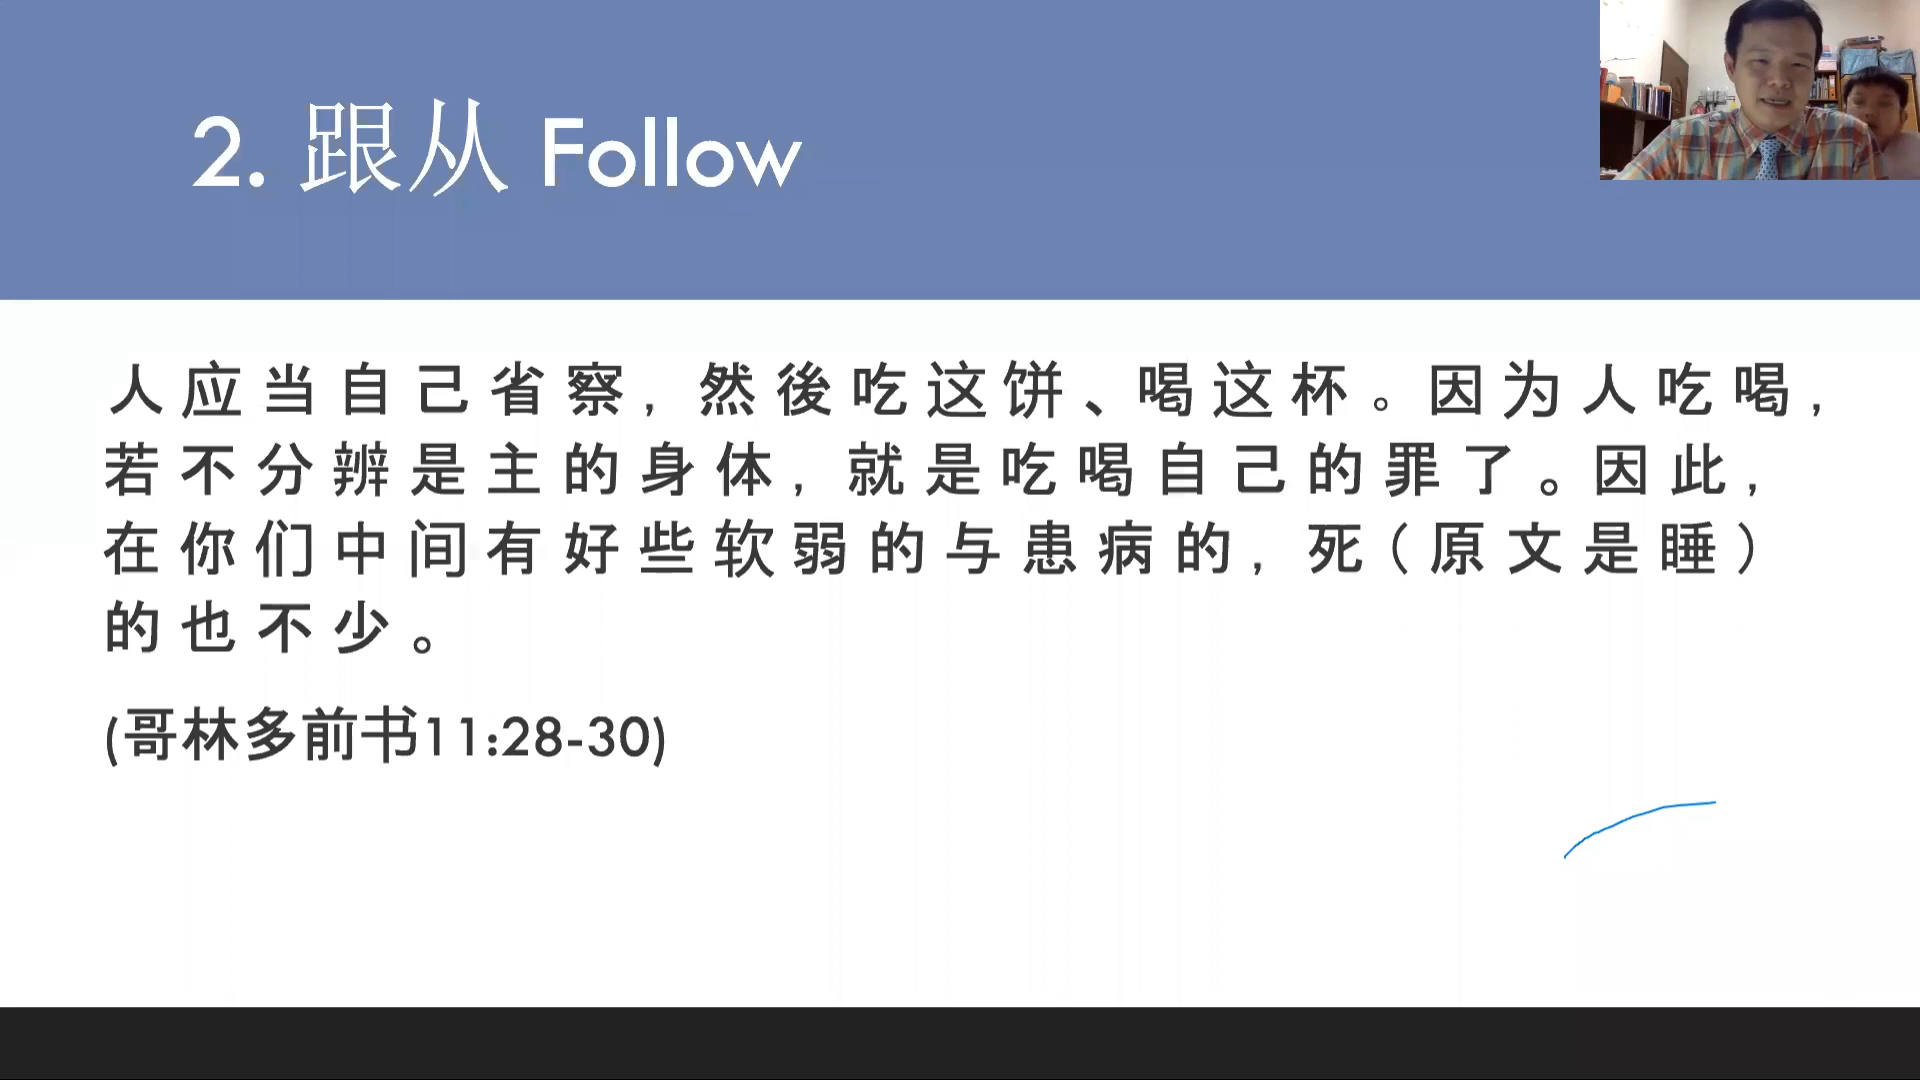 2. 跟从 Follow
人应当自己省察，然後吃这饼、喝这杯。因为人吃喝，
若不分辨是主的身体，就是吃喝自己的罪了。因此，
在你们中间有好些软弱的与患病的，死（原文是睡）
的也不少。
(哥林多前书11:28-30)